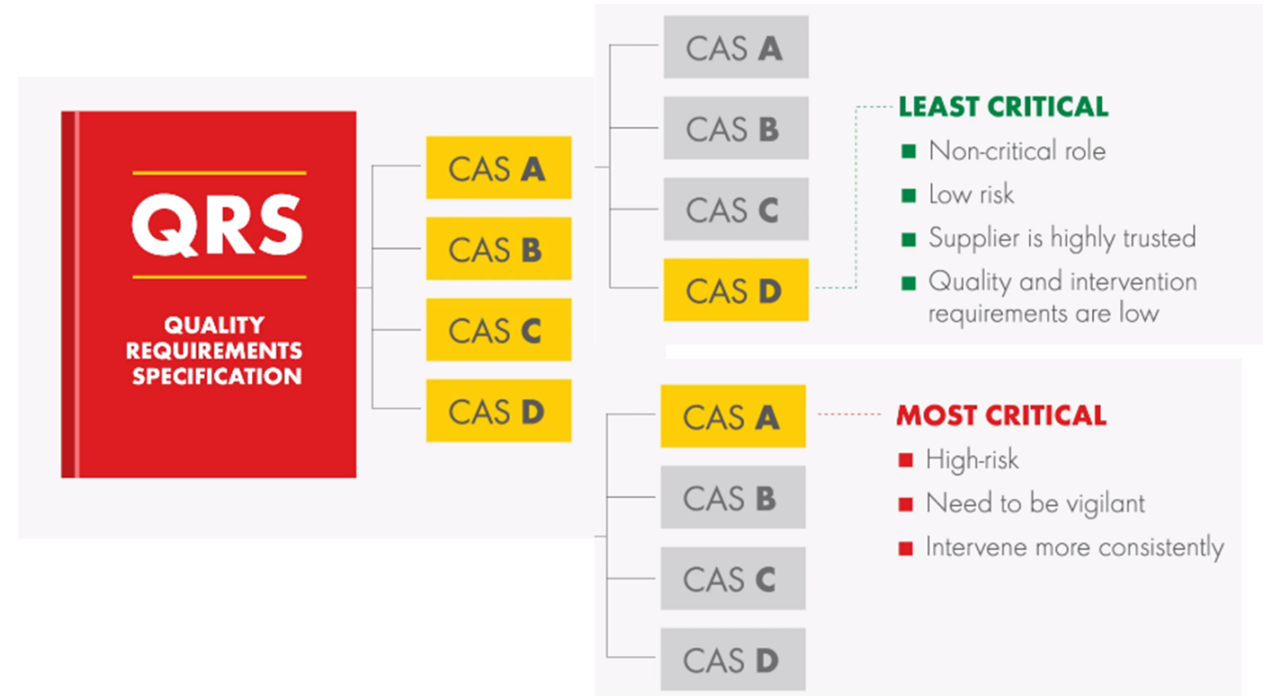 QRS
QUALITY
REQUIREMENTS
SPECIFICATION
CAS A
CAS B
CAS C
CAS D
CAS A
CAS B
CAS C
CAS D
LEAST CRITICAL
Non-critical role
Low risk
Supplier is highly trusted
Quality and intervention
requirements are low
CAS A
CAS B
CAS C
CAS D
MOST CRITICAL
High-risk
Need to be vigilant
Intervene more consistently